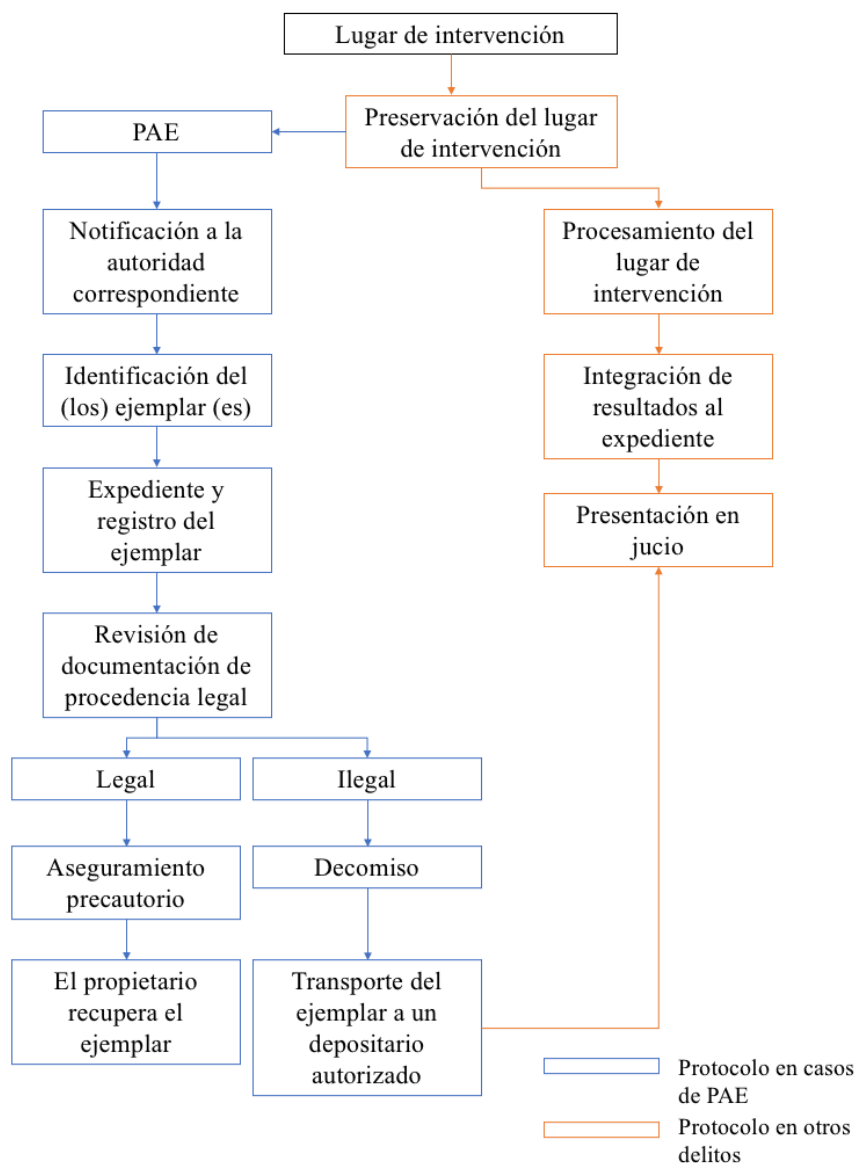 Lugar de intervención
Preservación del lugar
de intervención
PAE
Notificación a la
autoridad
correspondiente
Identificación del
(los) ejemplar (es)
Expediente y
registro del
ejemplar
Revisión de
documentación de
procedencia legal
Legal
Aseguramiento
precautorio
El propietario
recupera el
ejemplar
Ilegal
Decomiso
Transporte del
ejemplar a un
depositario
autorizado
Procesamiento del
lugar de
intervención
Integración de
resultados al
expediente
Presentación en
jucio
Protocolo en casos
de PAE
Protocolo en otros
delitos